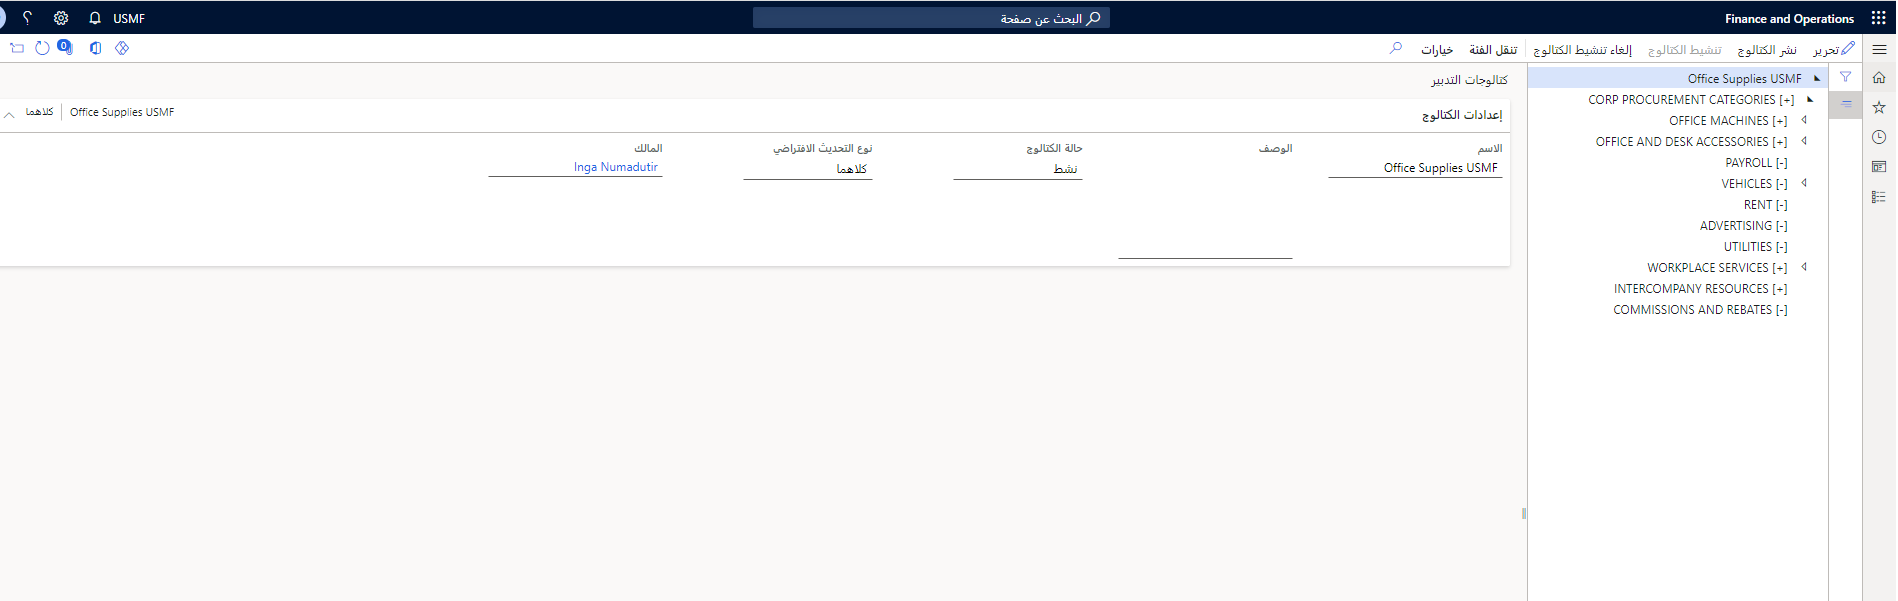 Finance and Operations
البحث عن صفحة
USMF
تحرير
نشر الكتالوج
تنشيط الكتالوج
إلغاء تنشيط الكتالوج
تنقل الفئة
خيارات
0
Office Supplies USMF
CORP PROCUREMENT CATEGORIES [+]
OFFICE MACHINES [+]
OFFICE AND DESK ACCESSORIES [+]
PAYROLL [-]
VEHICLES [-]
RENT [-]
ADVERTISING [-]
UTILITIES [-]
WORKPLACE SERVICES [+]
INTERCOMPANY RESOURCES [+]
COMMISSIONS AND REBATES [-]
كتالوجات التدبير
إعدادات الكتالوج
Office Supplies USMF
كلاهما
الاسم
Office Supplies USMF
الوصف
حالة الكتالوج
نشط
نوع التحديث الافتراضي
كلاهما
المالك
Inga Numadutir